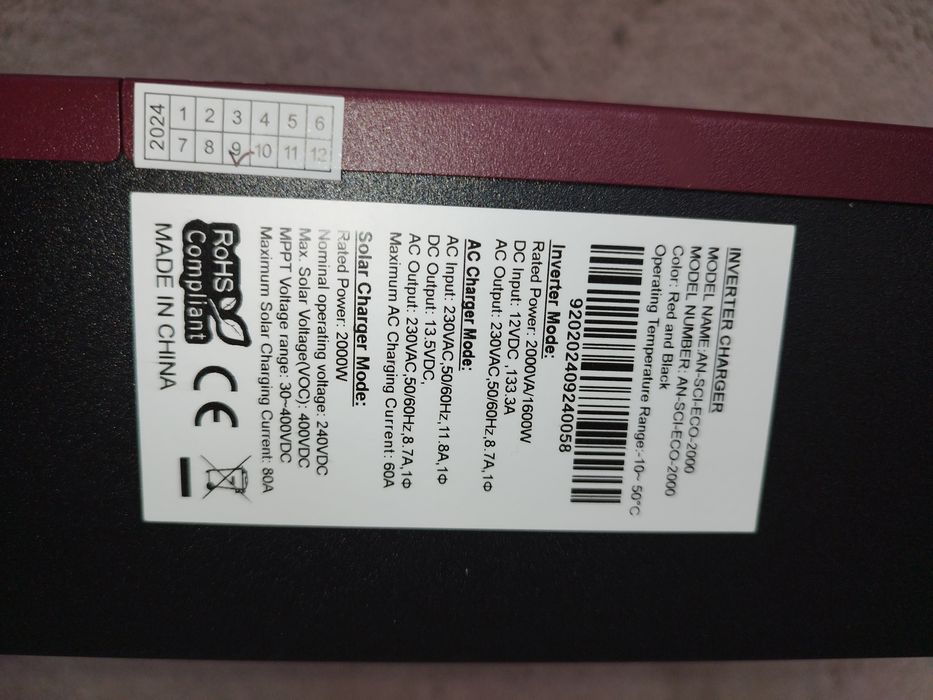 2024 1 2 3 4 5 6
7 8 9 10 11 12
INVERTER CHARGER
MODEL NAME:AN-SCI-ECO-2000
MODEL NUMBER: AN-SCI-ECO-2000
Color: Red and Black
Operating Temperature Range:-10~ 50°C
920202409240058
Inverter Mode:
Rated Power: 2000VA/1600W
DC Input: 12VDC,133.3A
AC Output: 230VAC,50/60Hz,8.7A,1Φ
AC Charger Mode:
AC Input: 230VAC,50/60Hz,11.8A,1Φ
DC Output: 13.5VDC,
AC Output: 230VAC,50/60Hz,8.7A,1Φ
Maximum AC Charging Current: 60A
Solar Charger Mode:
Rated Power: 2000W
Nominal operating voltage: 240VDC
Max. Solar Voltage(VOC): 400VDC
MPPT Voltage range: 30~400VDC
Maximum Solar Charging Current: 80A
RoHS
Compliant
CE
MADE IN CHINA